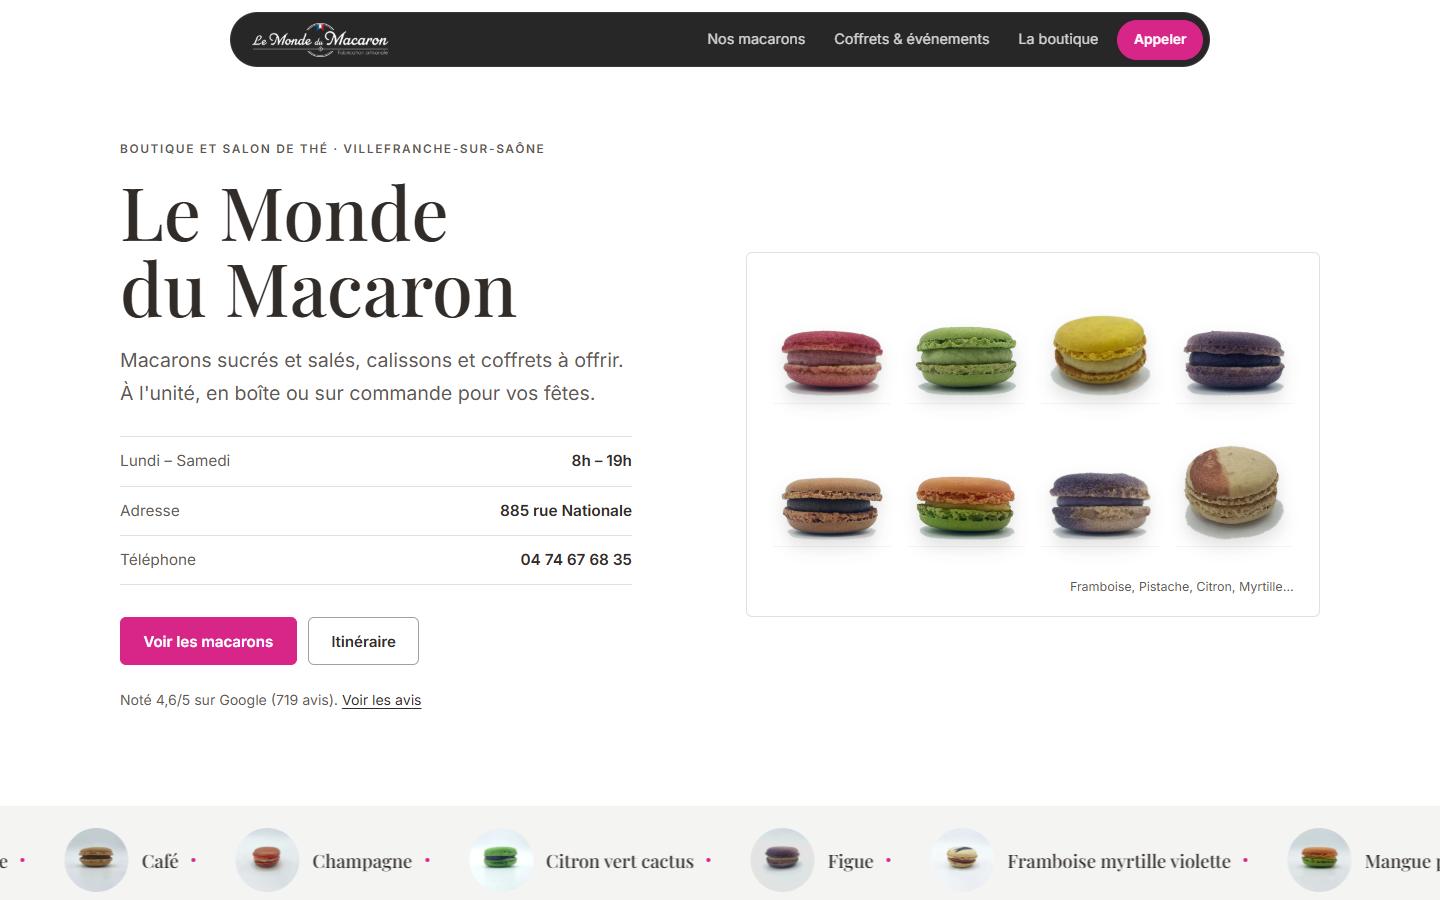 Le Monde du Macaron
Fabrication artisanale
Nos macarons
Coffrets & événements
La boutique
Appeler
BOUTIQUE ET SALON DE THÉ · VILLEFRANCHE-SUR-SAÔNE
Le Monde
du Macaron
Macarons sucrés et salés, calissons et coffrets à offrir.
À l'unité, en boîte ou sur commande pour vos fêtes.
Lundi – Samedi 8h – 19h
Adresse 885 rue Nationale
Téléphone 04 74 67 68 35
Voir les macarons
Itinéraire
Noté 4,6/5 sur Google (719 avis). Voir les avis
Framboise, Pistache, Citron, Myrtille...
e • Café • Champagne • Citron vert cactus • Figue • Framboise myrtille violette • Mangue